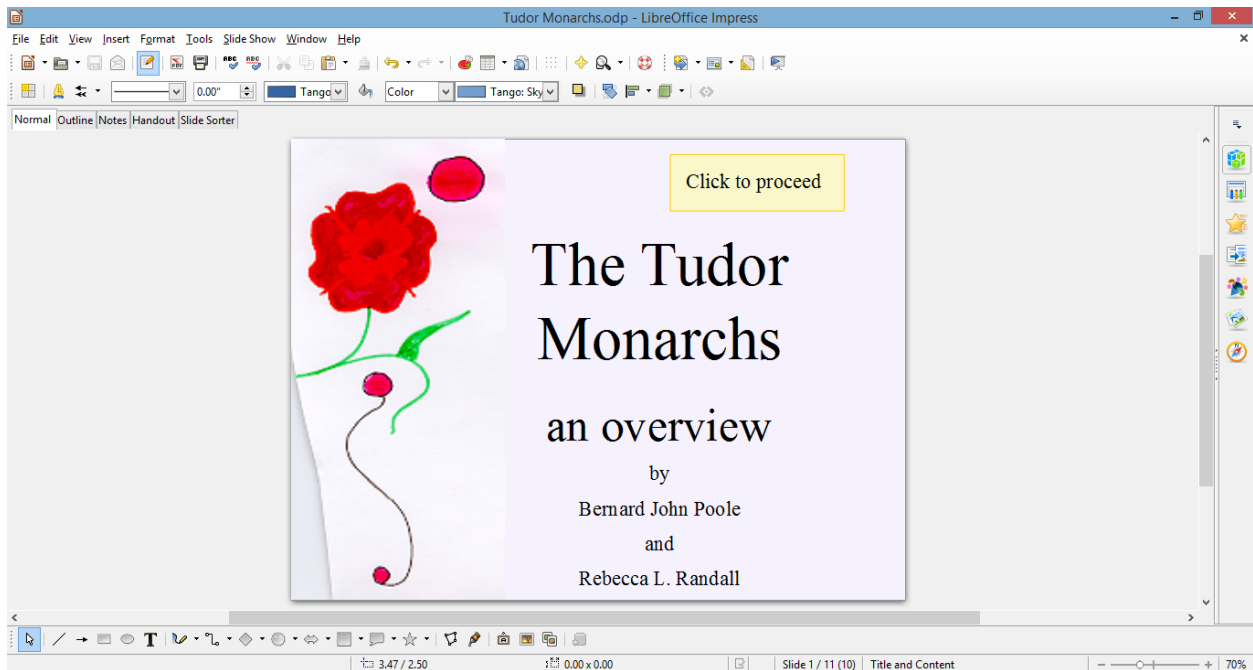 Tudor Monarchs.odp - LibreOffice Impress
File Edit View Insert Format Tools Slide Show Window Help
PDF ABC ABC
0.00" Tango Color Tango: Sky
Normal Outline Notes Handout Slide Sorter
Click to proceed
The Tudor
Monarchs
an overview
by
Bernard John Poole
and
Rebecca L. Randall
T
3.47 / 2.50 0.00 x 0.00 Slide 1 / 11 (10) Title and Content 70%